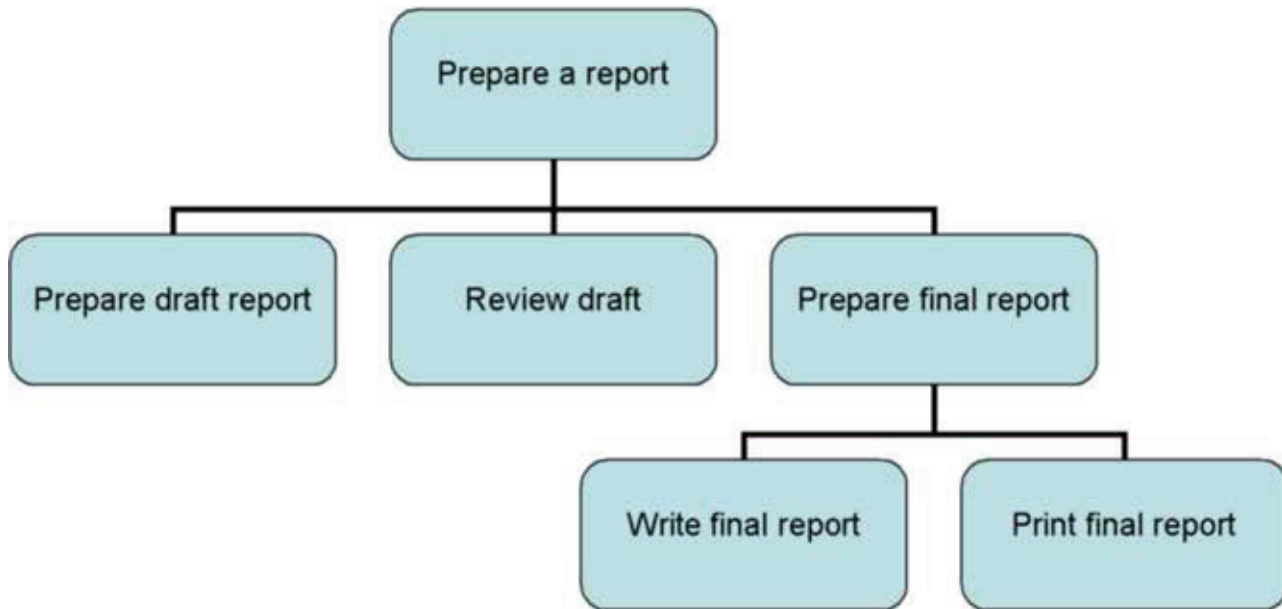 Prepare a report
Prepare draft report
Review draft
Prepare final report
Write final report
Print final report